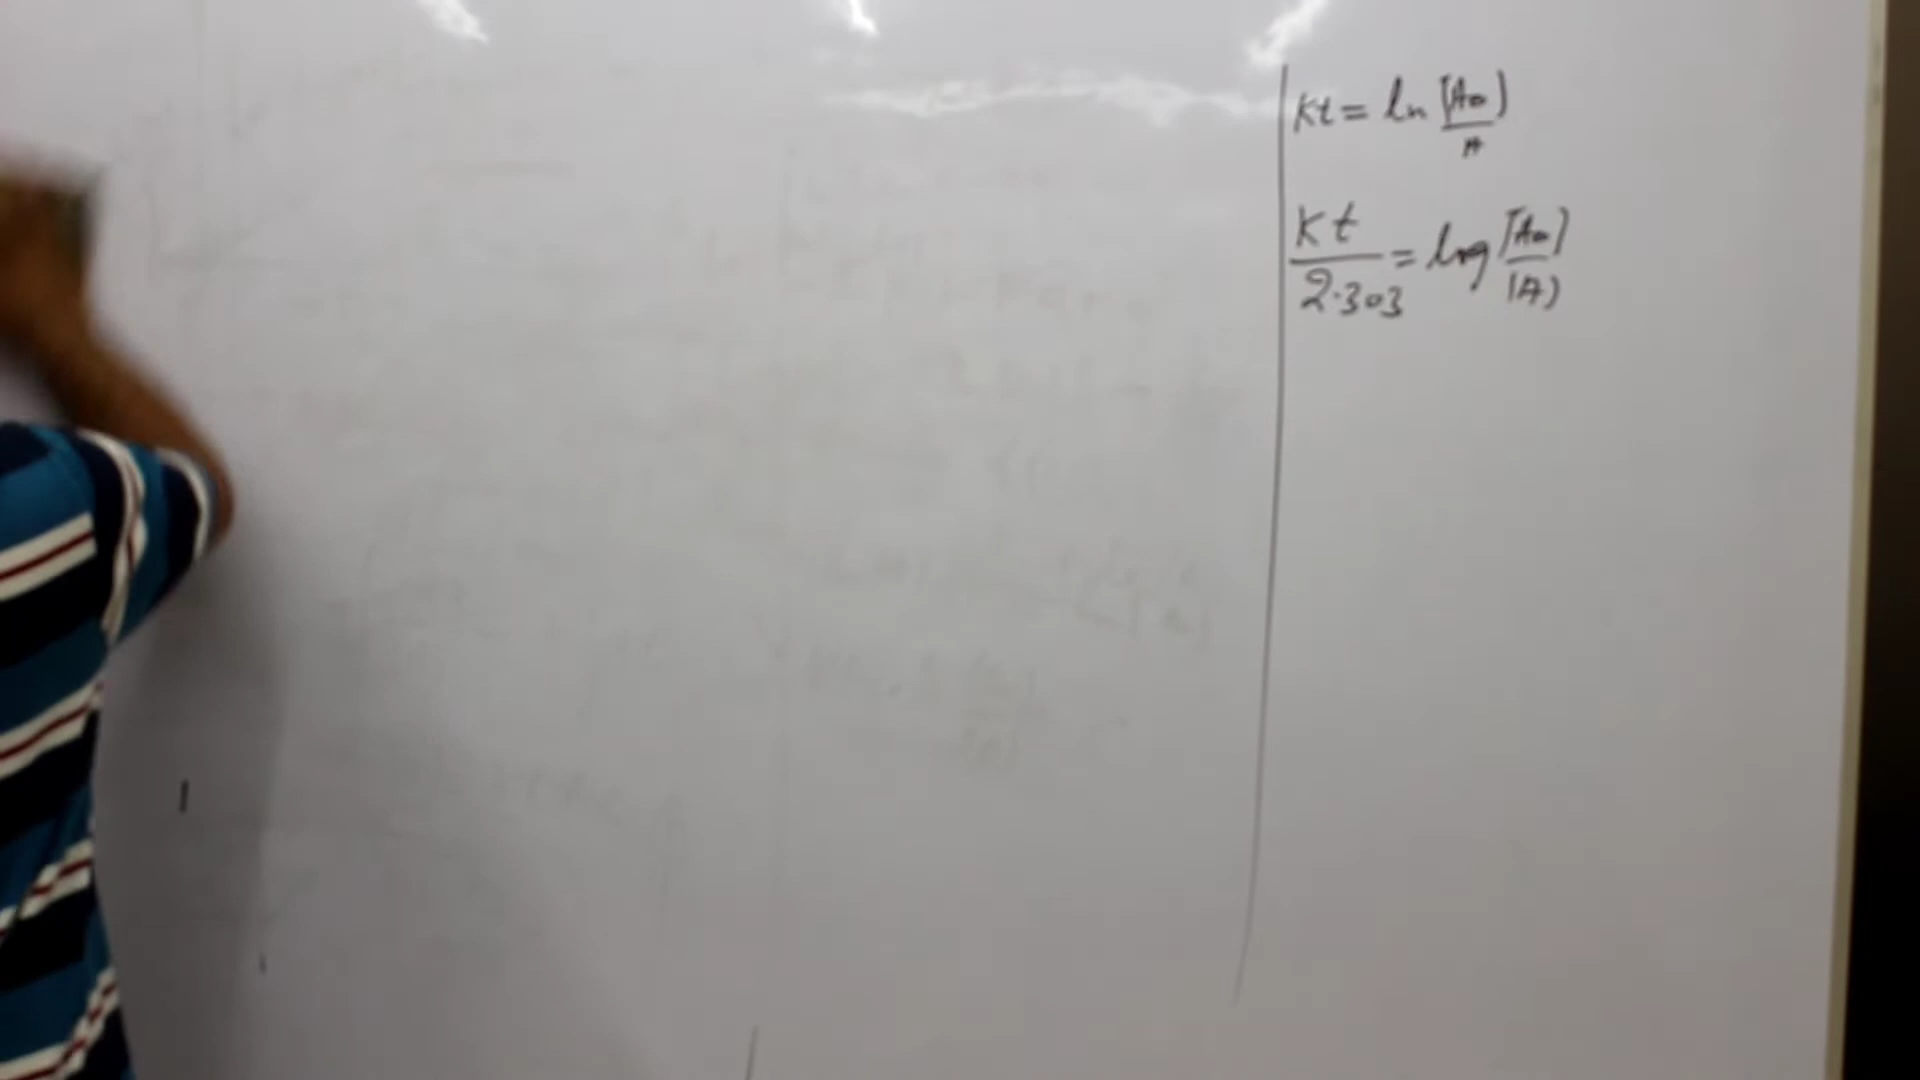 Kt = ln [A₀] / A
Kt / 2.303 = log [A₀] / [A]